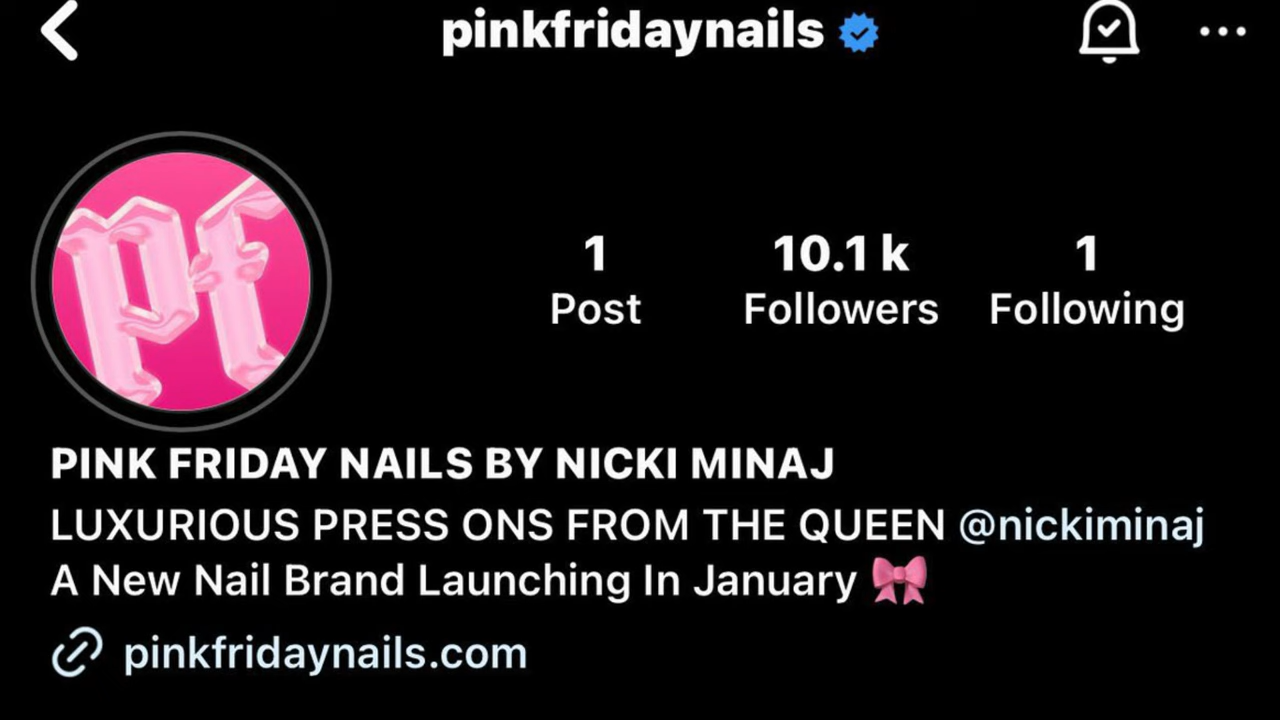 pinkfridaynails
pf
1 10.1 k 1
Post Followers Following
PINK FRIDAY NAILS BY NICKI MINAJ
LUXURIOUS PRESS ONS FROM THE QUEEN @nickiminaj
A New Nail Brand Launching In January 🎀
pinkfridaynails.com